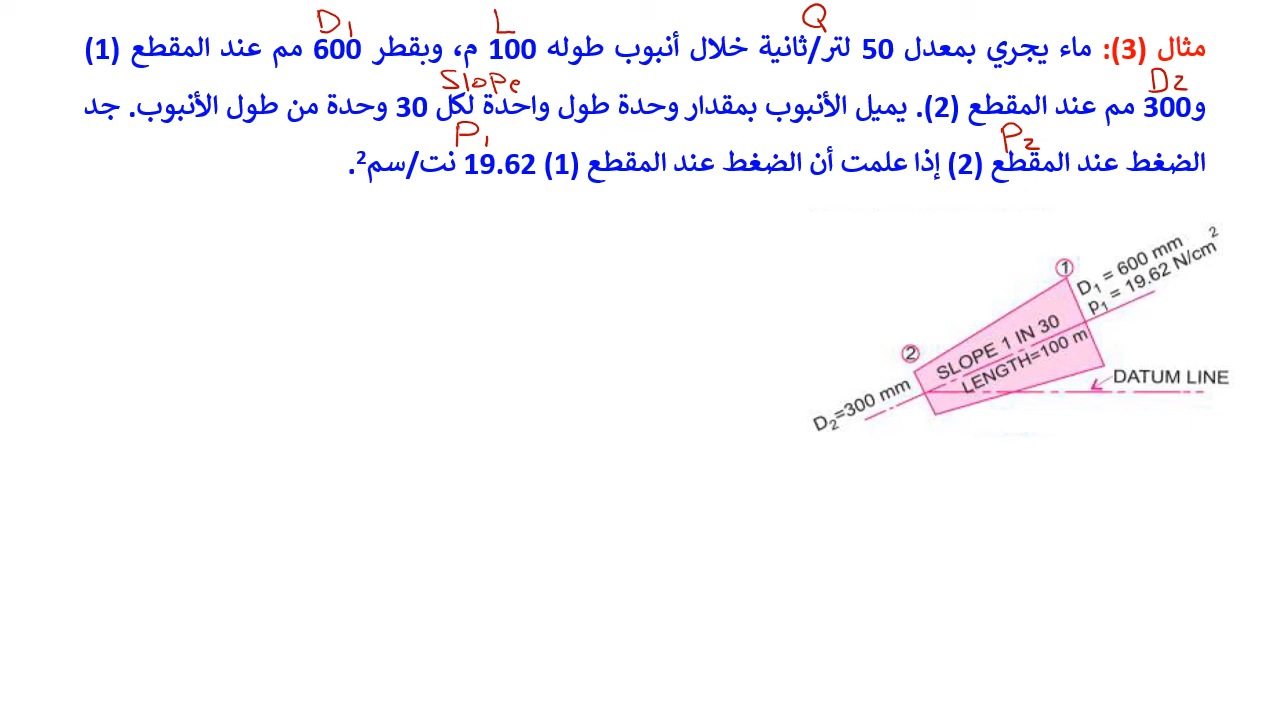 D1 L Q
مثال (3): ماء يجري بمعدل 50 لتر/ثانية خلال أنبوب طوله 100 م، وبقطر 600 مم عند المقطع (1)
Slope D2
و300 مم عند المقطع (2). يميل الأنبوب بمقدار وحدة طول واحدة لكل 30 وحدة من طول الأنبوب. جد
P1 P2
الضغط عند المقطع (2) إذا علمت أن الضغط عند المقطع (1) 19.62 نت/سم².
①
D₁ = 600 mm
p₁ = 19.62 N/cm²
②
SLOPE 1 IN 30
LENGTH=100 m
DATUM LINE
D₂=300 mm